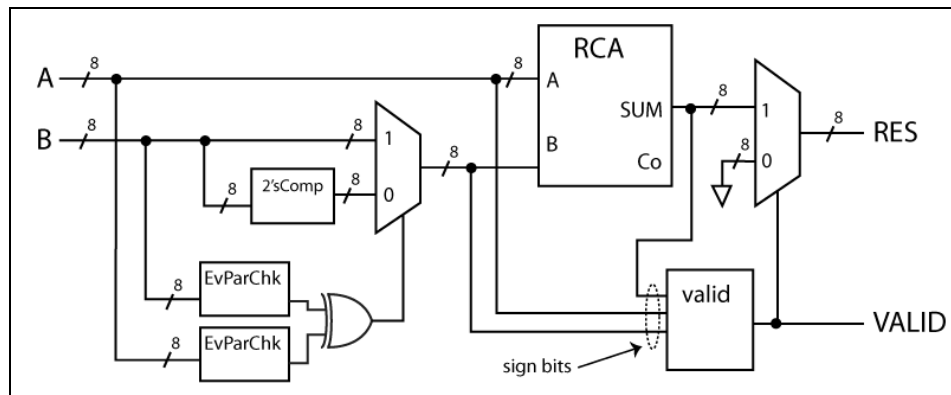 RCA
8
8
8
8
A
A
SUM
1
RES
8
8
8
B
1
B
8
0
Co
8
8
2'sComp
0
EvParChk
valid
8
EvParChk
VALID
8
sign bits